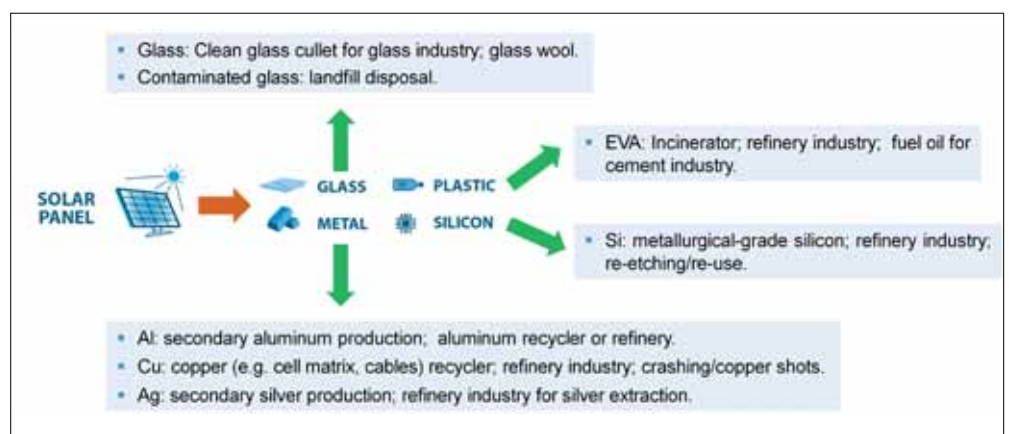 • Glass: Clean glass cullet for glass industry; glass wool.
• Contaminated glass: landfill disposal.
SOLAR
PANEL
GLASS
PLASTIC
METAL
SILICON
• EVA: Incinerator; refinery industry; fuel oil for
cement industry.
• Si: metallurgical-grade silicon; refinery industry;
re-etching/re-use.
• Al: secondary aluminum production; aluminum recycler or refinery.
• Cu: copper (e.g. cell matrix, cables) recycler; refinery industry; crashing/copper shots.
• Ag: secondary silver production; refinery industry for silver extraction.